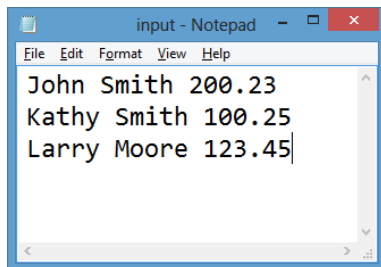 input - Notepad
File Edit Format View Help
John Smith 200.23
Kathy Smith 100.25
Larry Moore 123.45